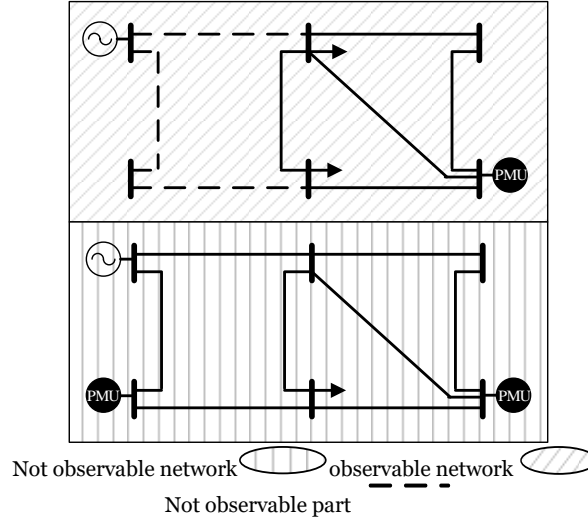 PMU
PMU
PMU
Not observable network observable network
Not observable part